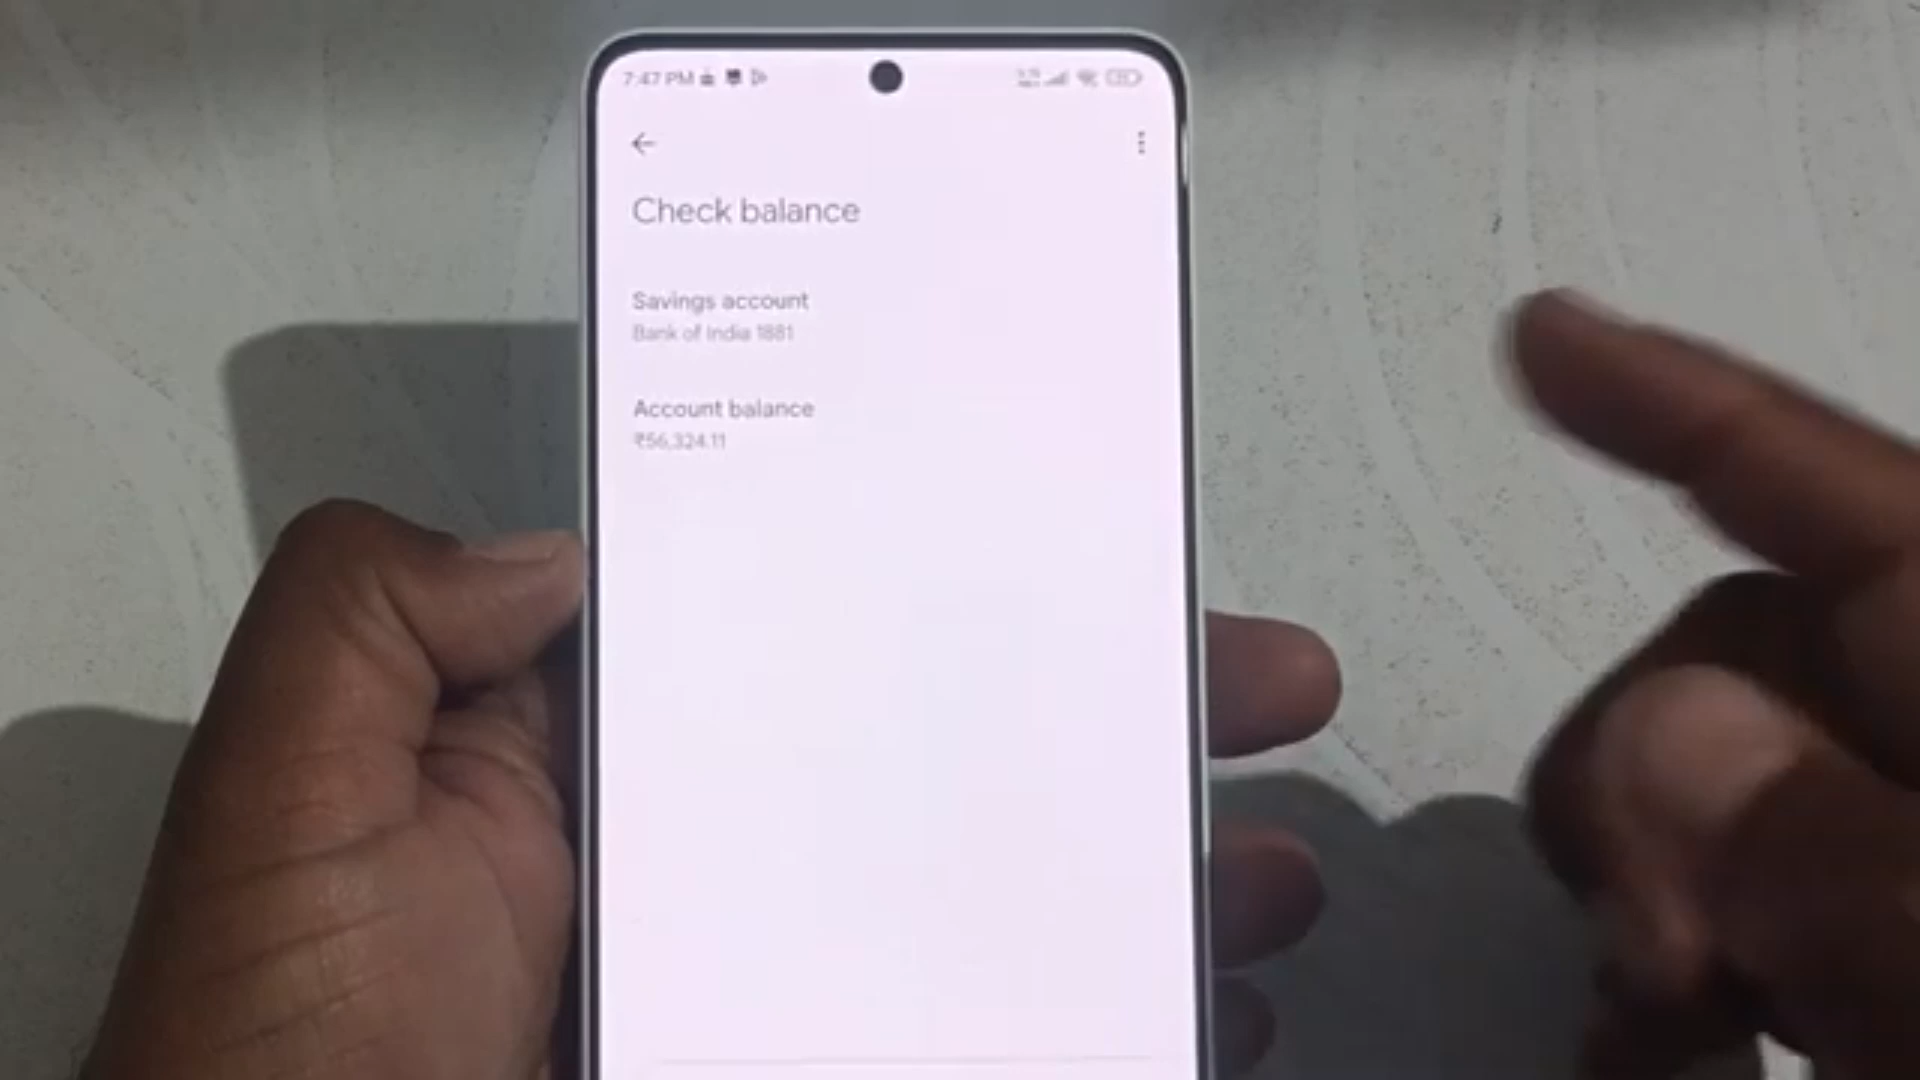 7:47 PM
Check balance
Savings account
Bank of India 1881
Account balance
₹56,324.11